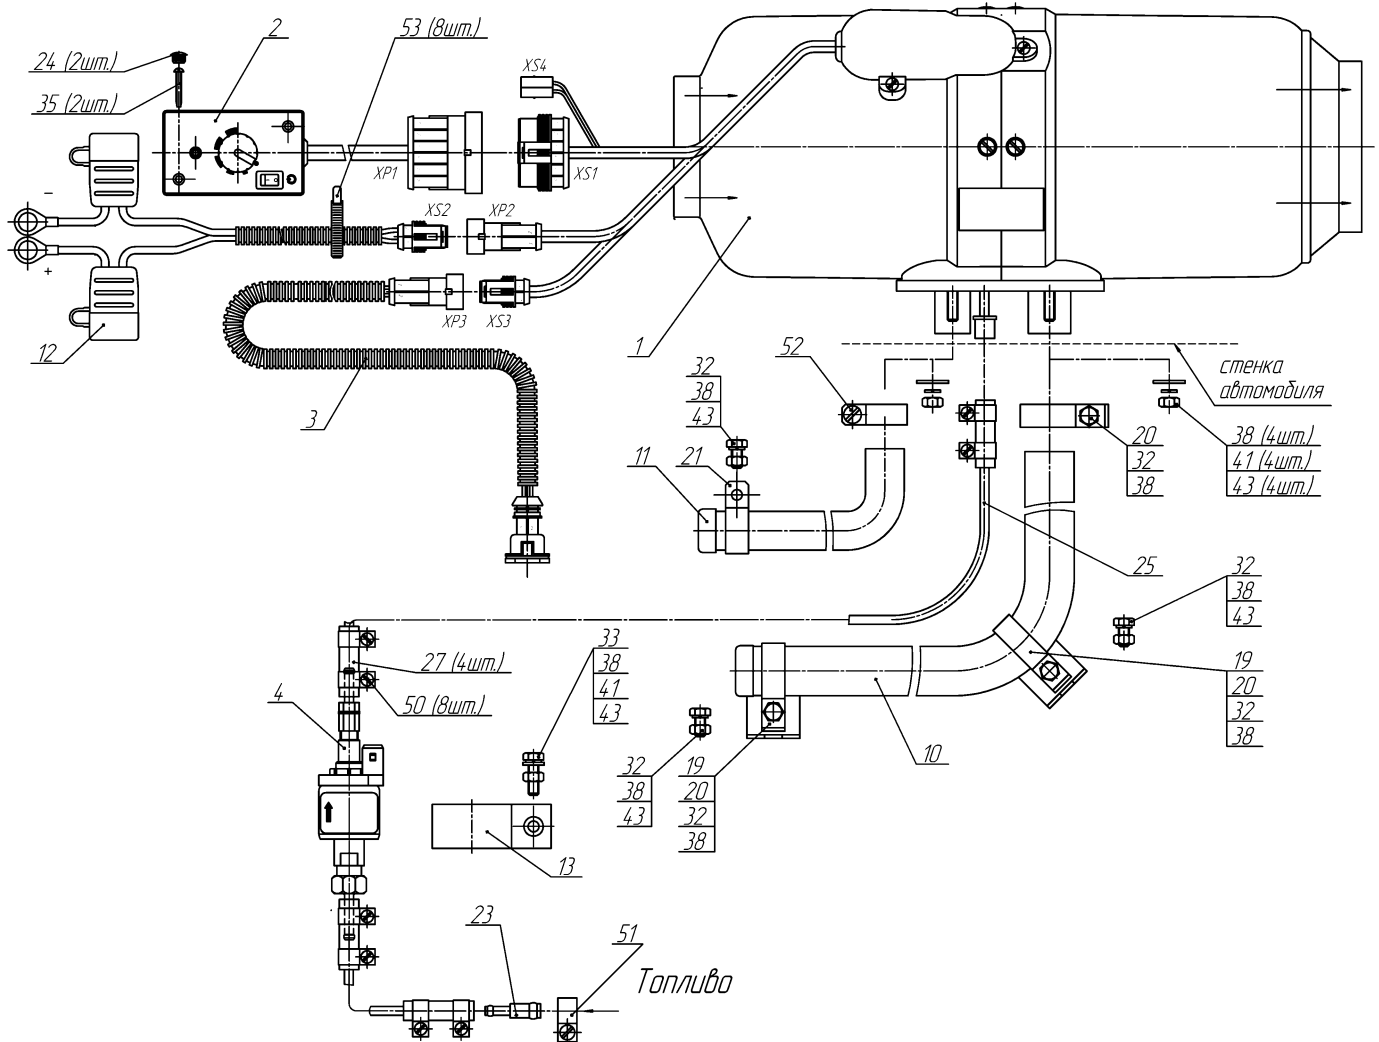 24 (2шт.)
35 (2шт.)
2
53 (8шт.)
XS4
XP1
XS1
−
XS2
XP2
+
12
XP3
XS3
3
1
52
стенка
автомобиля
32
38
43
11
21
20
32
38
38 (4шт.)
41 (4шт.)
43 (4шт.)
25
32
38
43
27 (4шт.)
50 (8шт.)
4
33
38
41
43
19
20
32
38
10
32
38
43
19
20
32
38
13
23
51
Топливо